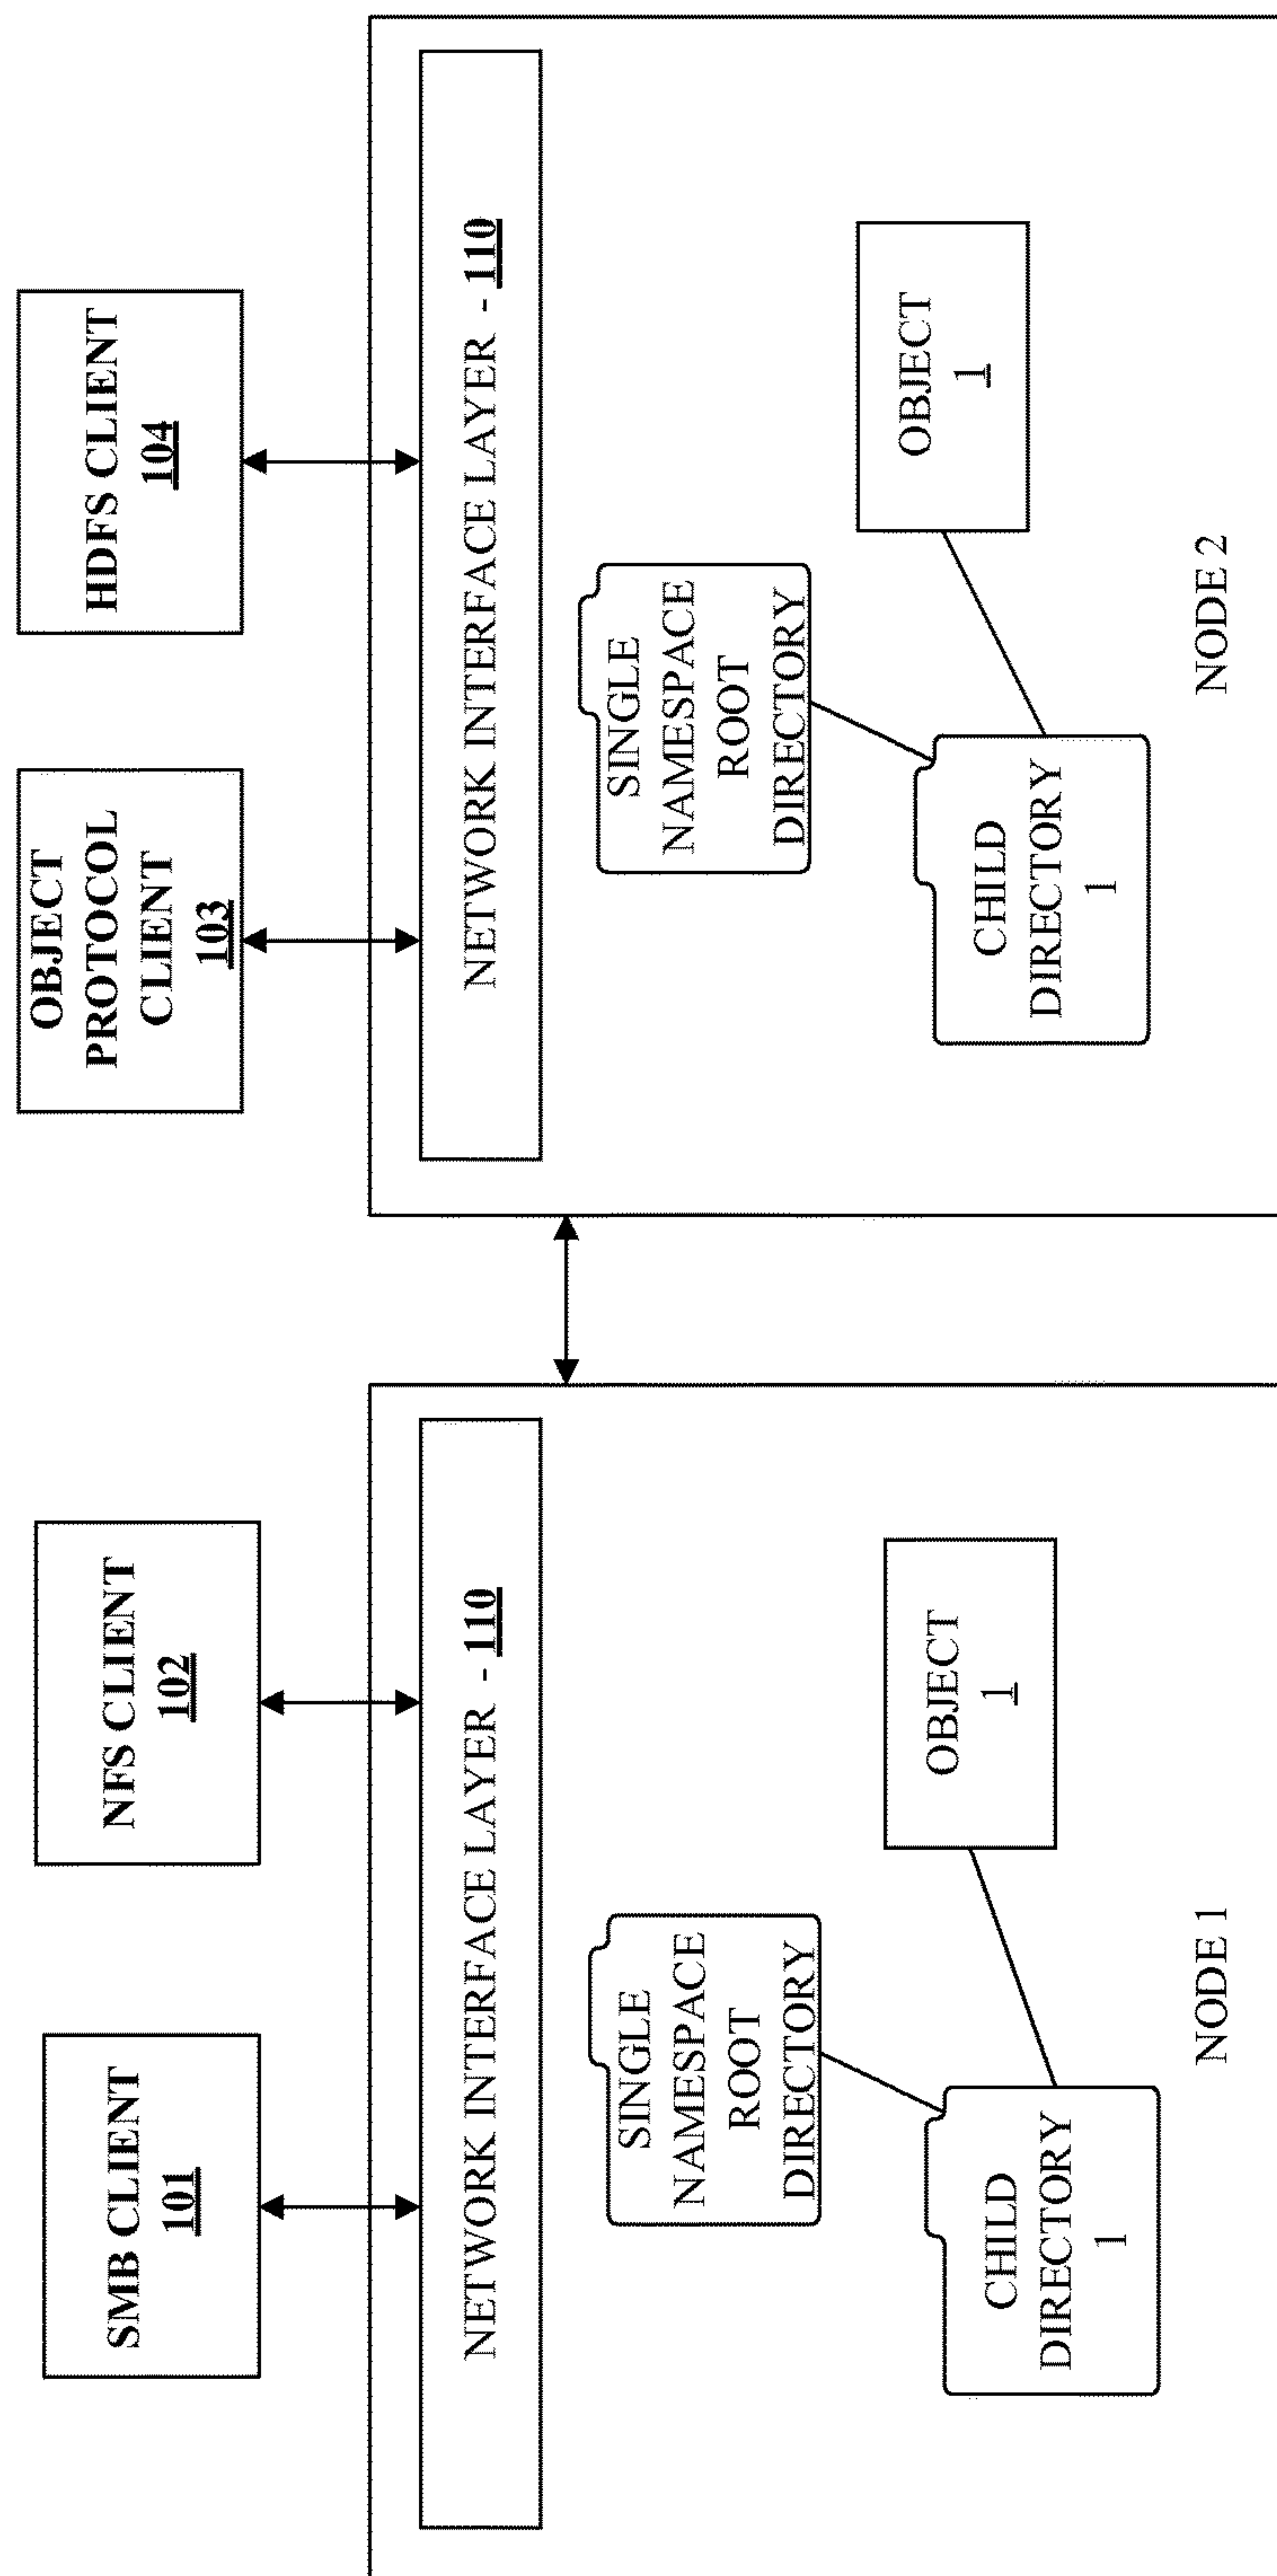 SMB CLIENT
101
NFS CLIENT
102
OBJECT
PROTOCOL
CLIENT
103
HDFS CLIENT
104
NETWORK INTERFACE LAYER - 110
SINGLE
NAMESPACE
ROOT
DIRECTORY
CHILD
DIRECTORY
1
OBJECT
1
NODE 1
NETWORK INTERFACE LAYER - 110
SINGLE
NAMESPACE
ROOT
DIRECTORY
CHILD
DIRECTORY
1
OBJECT
1
NODE 2